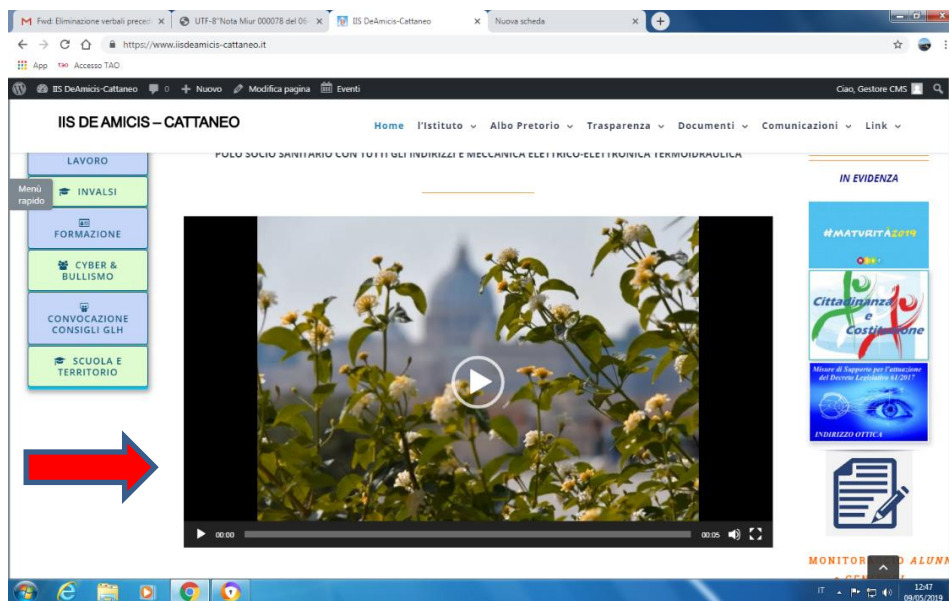 Fwd: Eliminazione verbali preced
UTF-8"Nota Miur 000078 del 06-
IIS DeAmicis-Cattaneo
Nuova scheda
https://www.iisdeamicis-cattaneo.it
App
tao Accesso TAO
IIS DeAmicis-Cattaneo 0 Nuovo Modifica pagina Eventi
Ciao, Gestore CMS
IIS DE AMICIS – CATTANEO
Home l'Istituto Albo Pretorio Trasparenza Documenti Comunicazioni Link
POLO SOCIO SANITARIO CON TUTTI GLI INDIRIZZI E MECCANICA ELETTRICO-ELETTRONICA TERMOIDRAULICA
LAVORO
Menù
rapido
INVALSI
FORMAZIONE
CYBER &
BULLISMO
CONVOCAZIONE
CONSIGLI GLH
SCUOLA E
TERRITORIO
00:00
00:05
IN EVIDENZA
#MATURITÀ2019
Cittadinanza
e
Costituzione
Misure di Supporto per l'attuazione
del Decreto Legislativo 61/2017
INDIRIZZO OTTICA
IT
12:47
09/05/2019